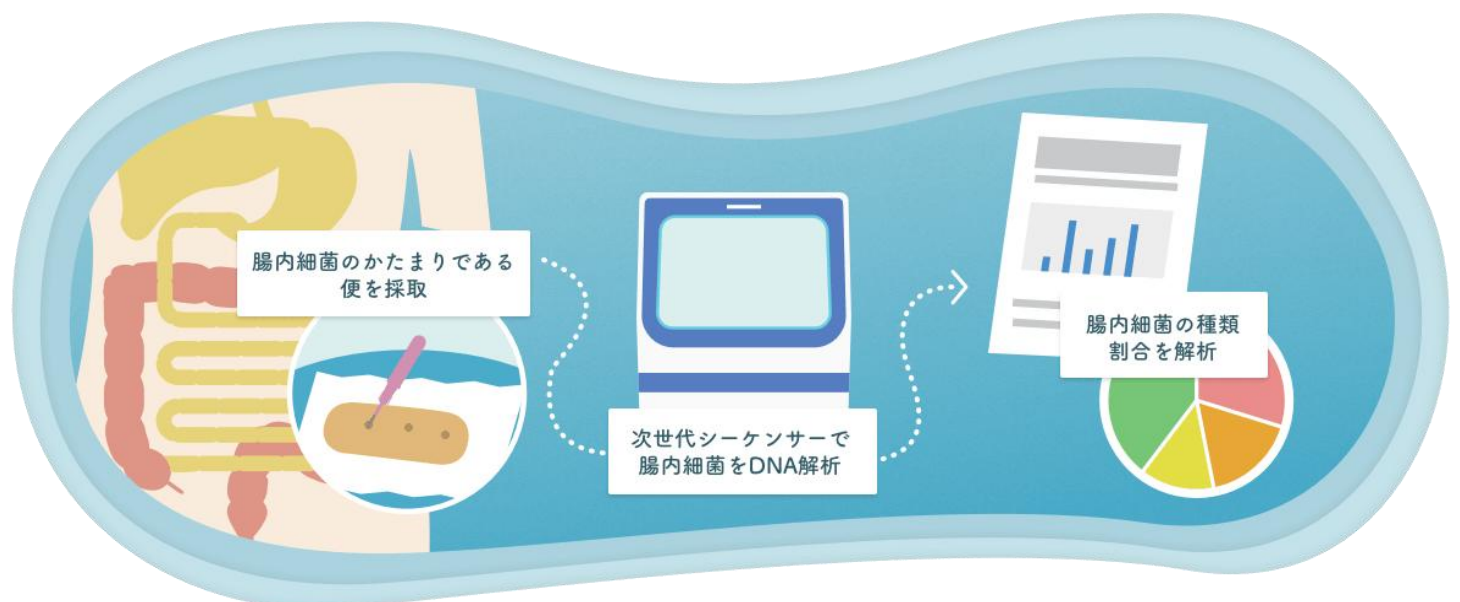 腸内細菌のかたまりである
便を採取
次世代シーケンサーで
腸内細菌をDNA解析
腸内細菌の種類
割合を解析